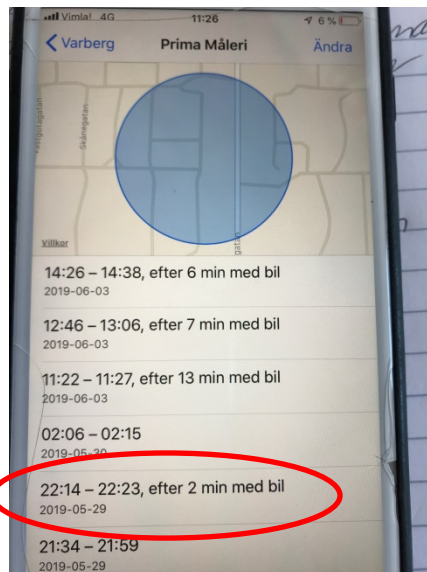 Vimla! 4G 11:26 6 %
Varberg Prima Måleri Ändra
Skånegatan
gatan
Villkor
14:26 – 14:38, efter 6 min med bil
2019-06-03
12:46 – 13:06, efter 7 min med bil
2019-06-03
11:22 – 11:27, efter 13 min med bil
2019-06-03
02:06 – 02:15
2019-05-30
22:14 – 22:23, efter 2 min med bil
2019-05-29
21:34 – 21:59
2019-05-29